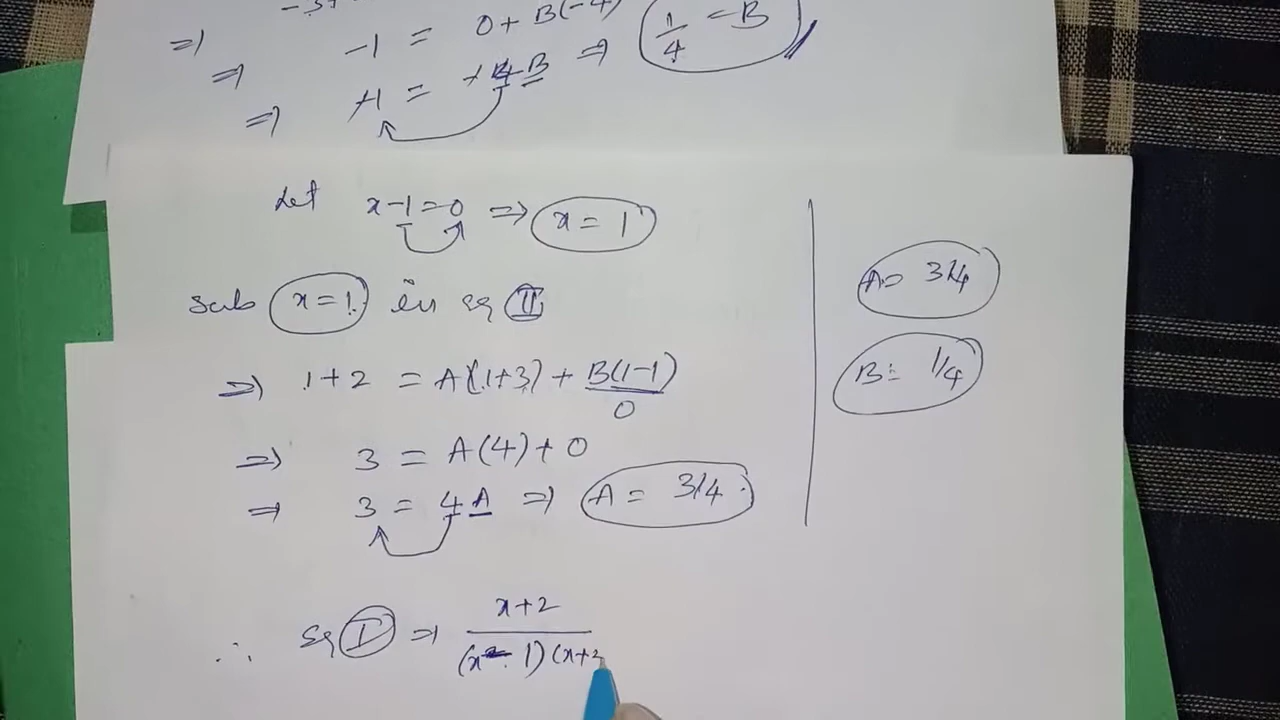 ⇒ -1 = 0 + B(-4)
⇒ +1 = +4B ⇒ 1/4 = B
⇒
Let x-1=0 ⇒ x = 1
Sub x=1 in eq II
⇒ 1+2 = A(1+3) + B(1-1)
0
⇒ 3 = A(4) + 0
⇒ 3 = 4A ⇒ A = 3/4
A= 3/4
B= 1/4
∴ Eq I ⇒ x+2
(x-1)(x+3